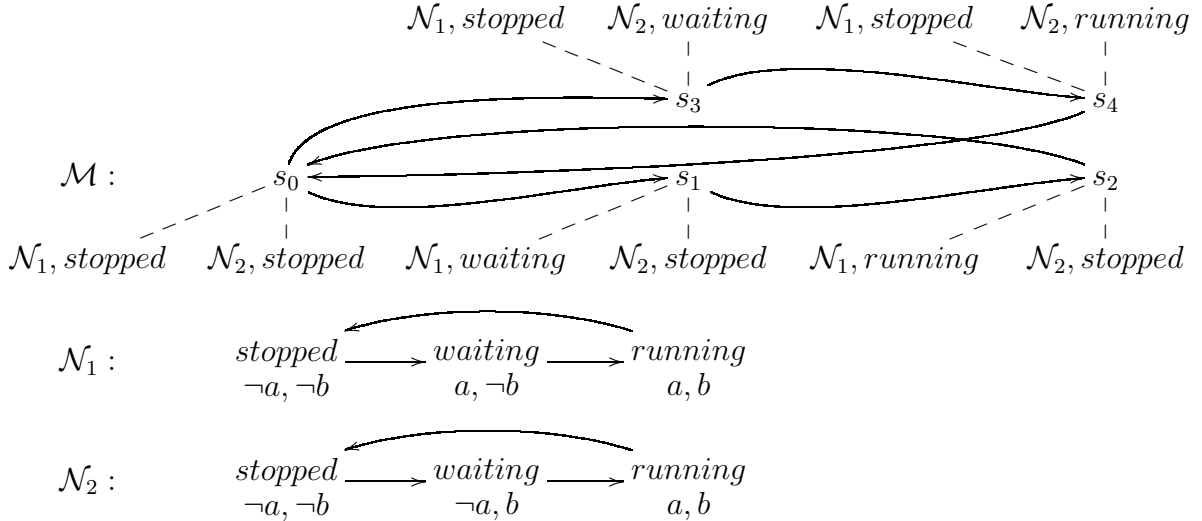 𝒩₁, stopped 𝒩₂, waiting 𝒩₁, stopped 𝒩₂, running
s₃ s₄
ℳ : s₀ s₁ s₂
𝒩₁, stopped 𝒩₂, stopped 𝒩₁, waiting 𝒩₂, stopped 𝒩₁, running 𝒩₂, stopped
𝒩₁ : stopped waiting running
¬a, ¬b a, ¬b a, b
𝒩₂ : stopped waiting running
¬a, ¬b ¬a, b a, b